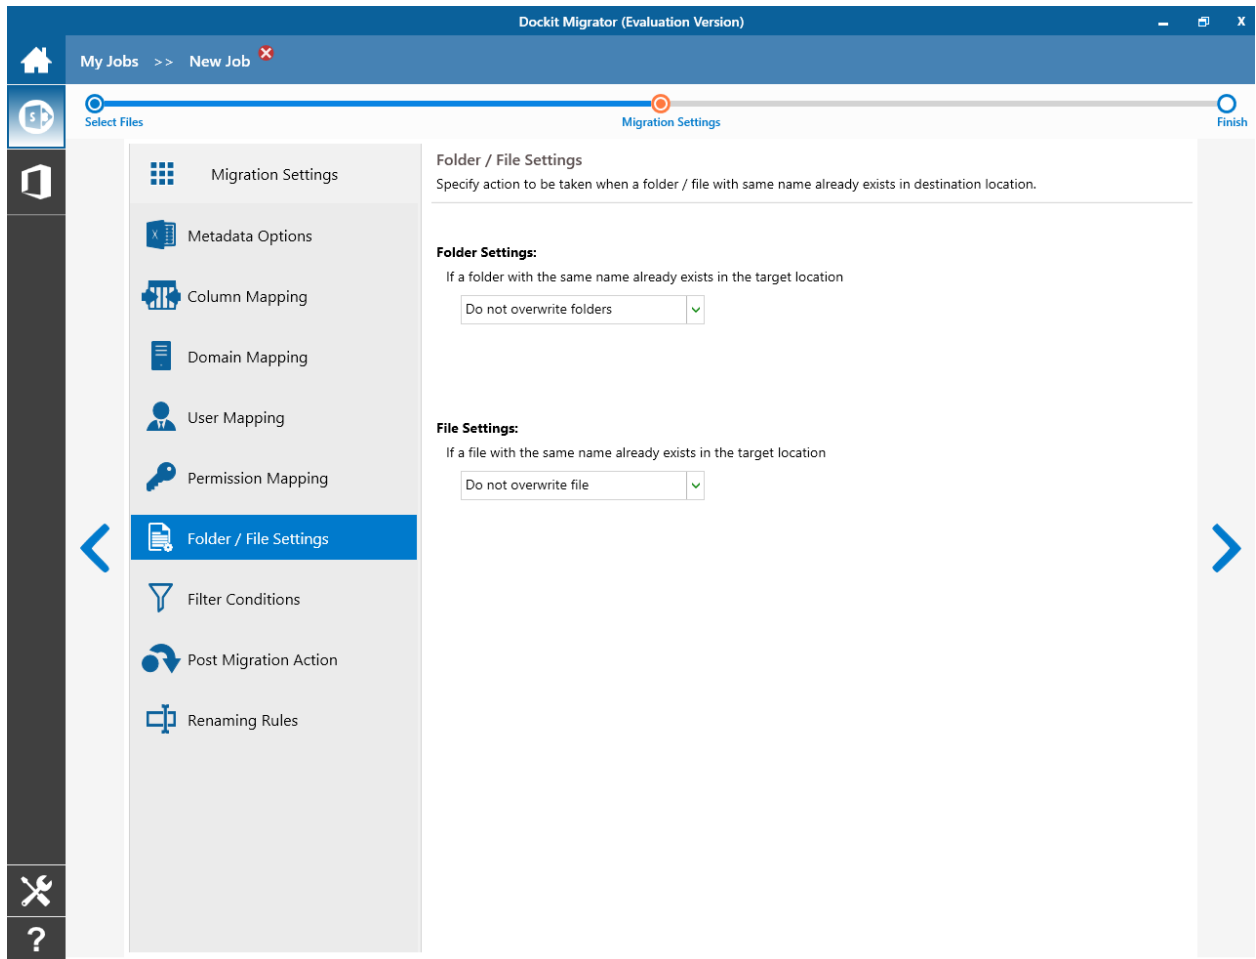 Dockit Migrator (Evaluation Version)
My Jobs >> New Job
Select Files
Migration Settings
Finish
Migration Settings
Metadata Options
Column Mapping
Domain Mapping
User Mapping
Permission Mapping
Folder / File Settings
Filter Conditions
Post Migration Action
Renaming Rules
Folder / File Settings
Specify action to be taken when a folder / file with same name already exists in destination location.
Folder Settings:
If a folder with the same name already exists in the target location
Do not overwrite folders
File Settings:
If a file with the same name already exists in the target location
Do not overwrite file